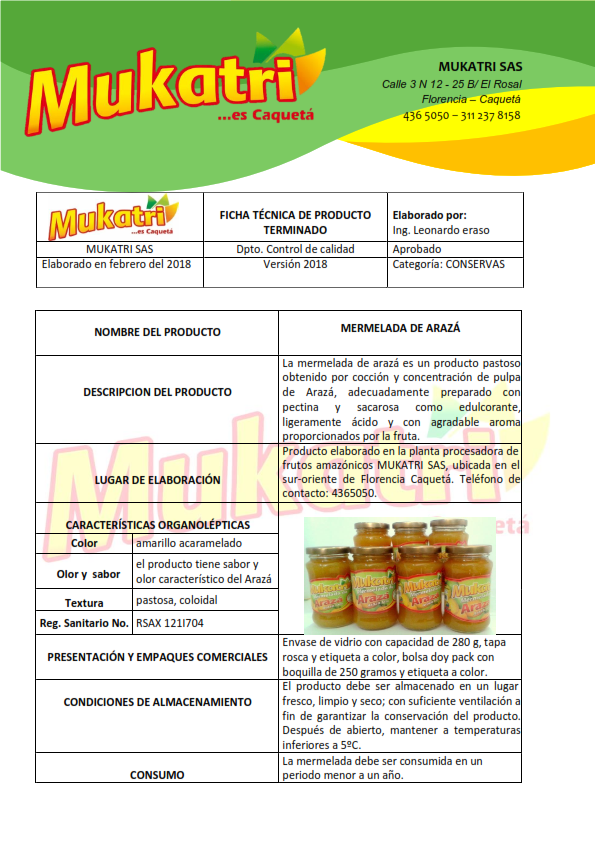 Mukatri
...es Caquetá
MUKATRI SAS
Calle 3 N 12 - 25 B/ El Rosal
Florencia – Caquetá
436 5050 – 311 237 8158
Mukatri
...es Caquetá
FICHA TÉCNICA DE PRODUCTO
TERMINADO
Elaborado por:
Ing. Leonardo eraso
MUKATRI SAS
Dpto. Control de calidad
Aprobado
Elaborado en febrero del 2018
Versión 2018
Categoría: CONSERVAS
NOMBRE DEL PRODUCTO
MERMELADA DE ARAZÁ
DESCRIPCION DEL PRODUCTO
La mermelada de arazá es un producto pastoso
obtenido por cocción y concentración de pulpa
de Arazá, adecuadamente preparado con
pectina y sacarosa como edulcorante,
ligeramente ácido y con agradable aroma
proporcionados por la fruta.
LUGAR DE ELABORACIÓN
Producto elaborado en la planta procesadora de
frutos amazónicos MUKATRI SAS, ubicada en el
sur-oriente de Florencia Caquetá. Teléfono de
contacto: 4365050.
CARACTERÍSTICAS ORGANOLÉPTICAS
Color
amarillo acaramelado
Olor y sabor
el producto tiene sabor y
olor característico del Arazá
Textura
pastosa, coloidal
Reg. Sanitario No.
RSAX 121I704
Mukatri
Arazá
Mukatri
Arazá
Mukatri
Arazá
Mukatri
Arazá
PRESENTACIÓN Y EMPAQUES COMERCIALES
Envase de vidrio con capacidad de 280 g, tapa
rosca y etiqueta a color, bolsa doy pack con
boquilla de 250 gramos y etiqueta a color.
CONDICIONES DE ALMACENAMIENTO
El producto debe ser almacenado en un lugar
fresco, limpio y seco; con suficiente ventilación a
fin de garantizar la conservación del producto.
Después de abierto, mantener a temperaturas
inferiores a 5ºC.
CONSUMO
La mermelada debe ser consumida en un
periodo menor a un año.
Mukatri